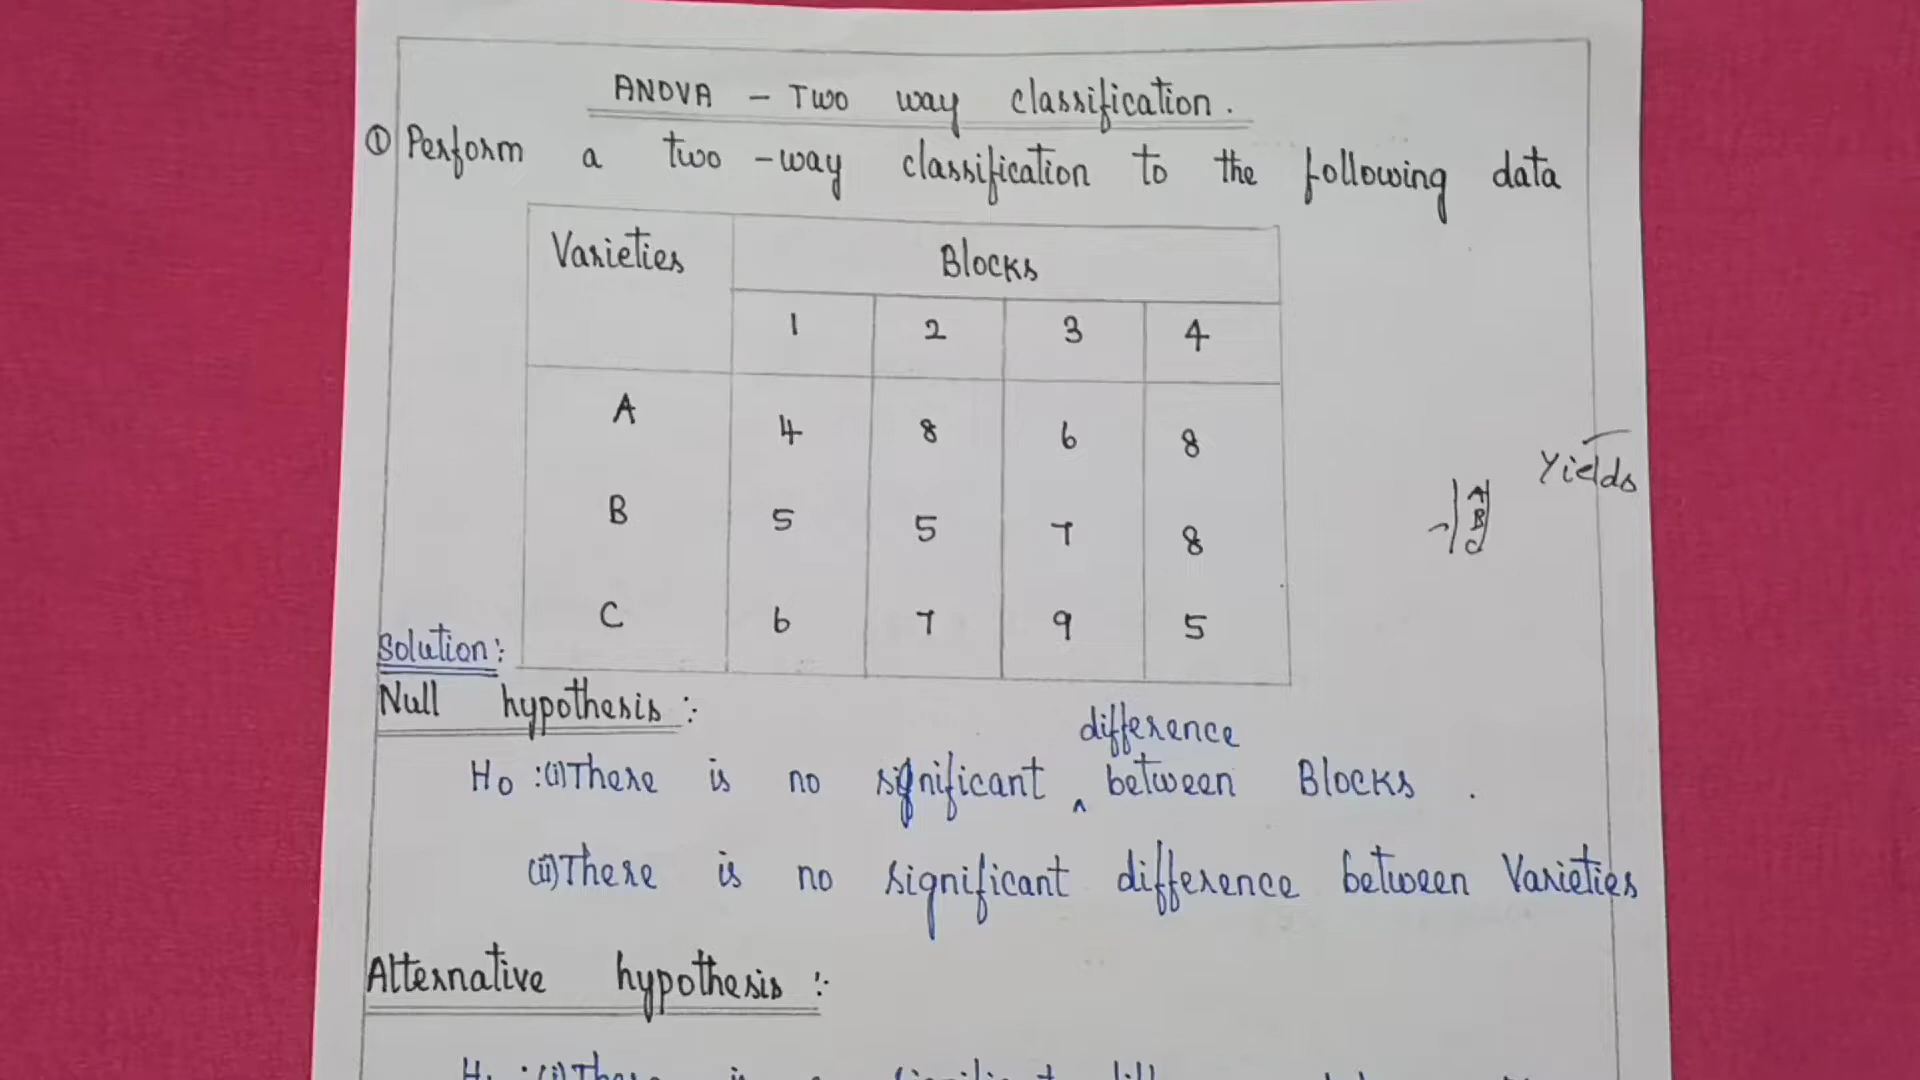 ANOVA - Two way classification.
① Perform a two-way classification to the following data
Varieties Blocks
1 2 3 4
A 4 8 6 8
B 5 5 7 8
C 6 7 9 5
Yields
A
B
C
Solution:
Null hypothesis:
H0 :(i)There is no significant difference between Blocks.
(ii)There is no significant difference between Varieties
Alternative hypothesis: